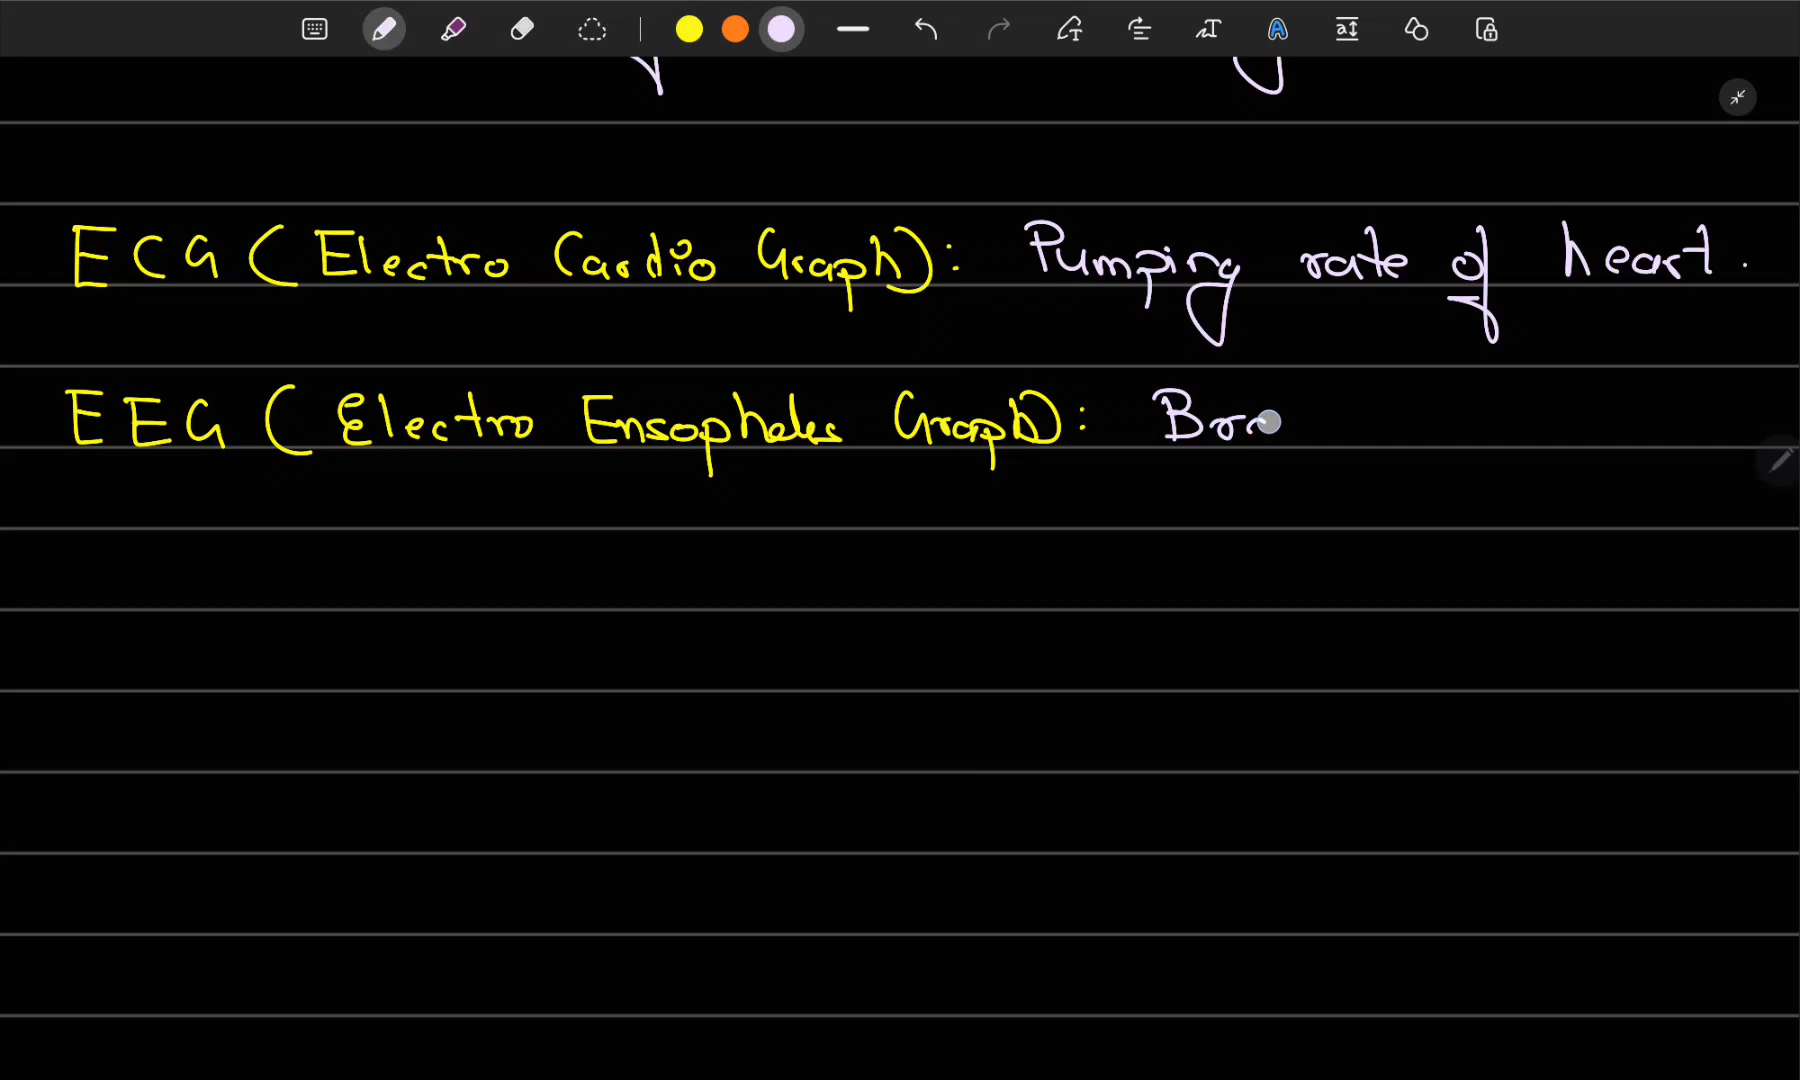 ECG (Electro Cardio Graph): Pumping rate of heart.
EEG (Electro Ensophales Graph): Bra